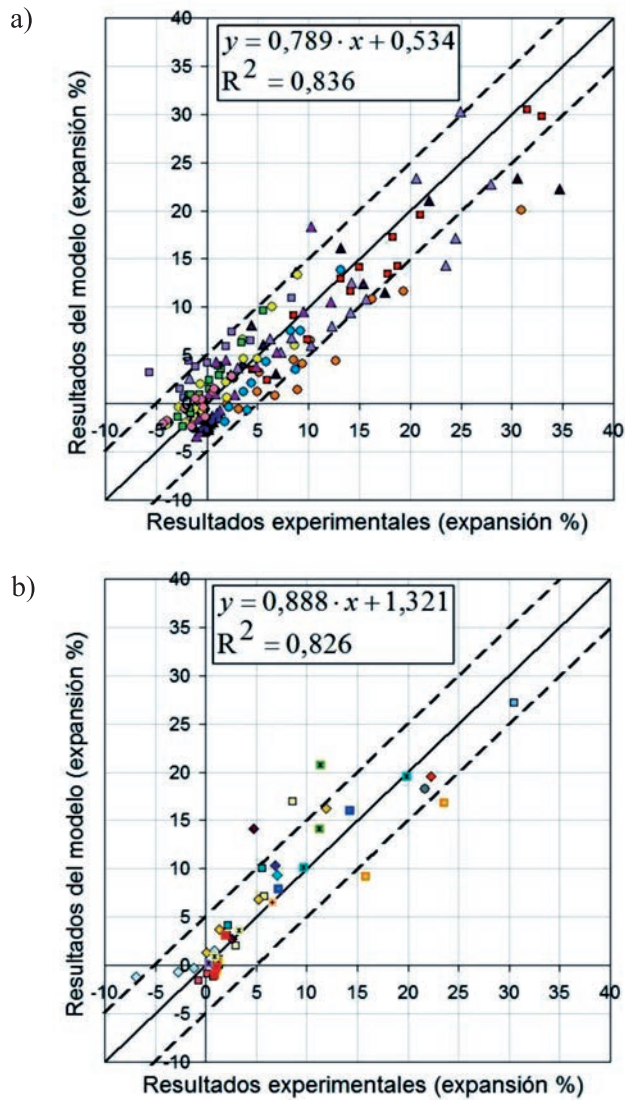 a)
y = 0,789 · x + 0,534
R² = 0,836
40
35
30
25
20
15
10
5
0
-5
-10
-10 -5 0 5 10 15 20 25 30 35 40
Resultados del modelo (expansión %)
Resultados experimentales (expansión %)
b)
y = 0,888 · x + 1,321
R² = 0,826
40
35
30
25
20
15
10
5
0
-5
-10
-10 -5 0 5 10 15 20 25 30 35 40
Resultados del modelo (expansión %)
Resultados experimentales (expansión %)